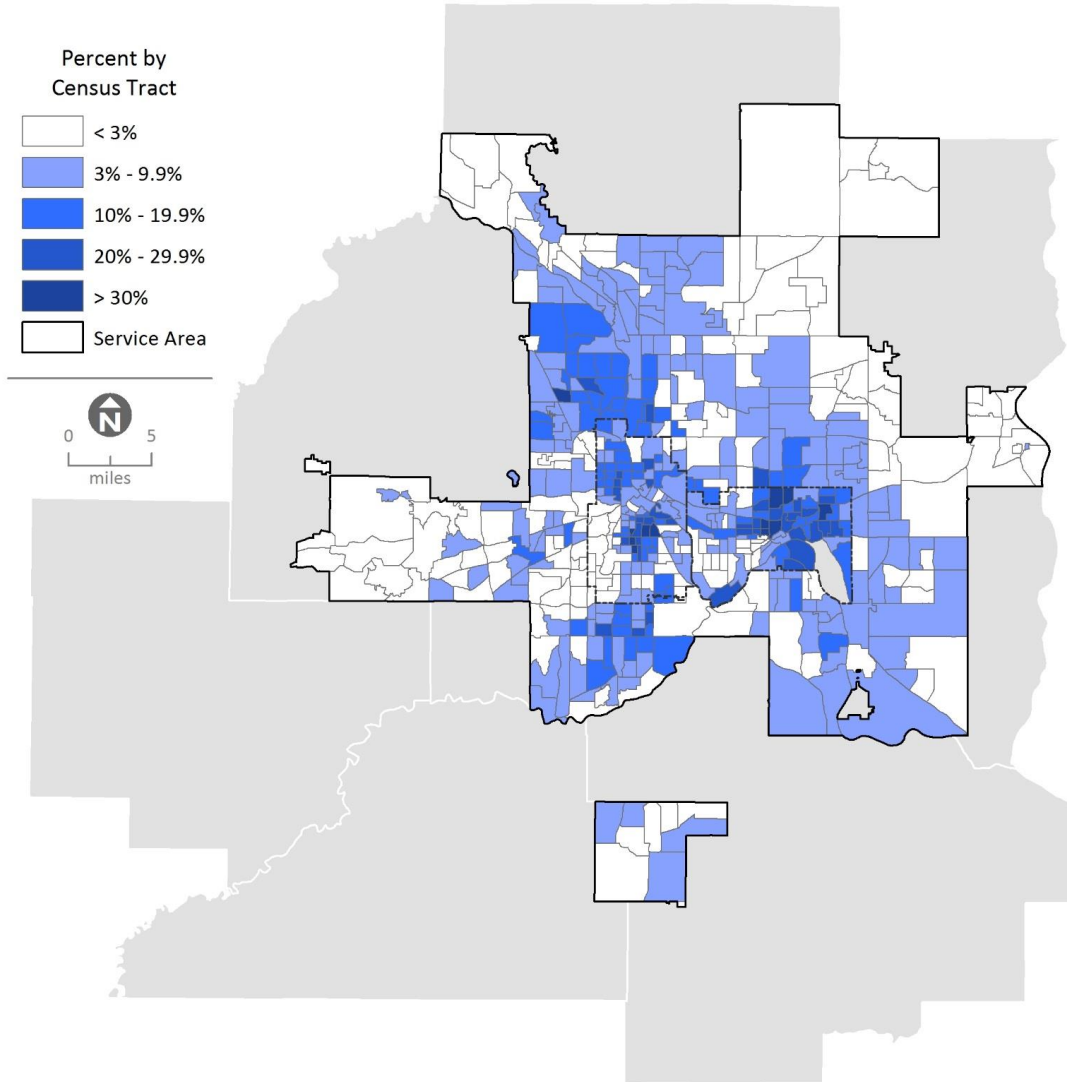 Percent by
Census Tract
< 3%
3% - 9.9%
10% - 19.9%
20% - 29.9%
> 30%
Service Area
N
0 5
miles